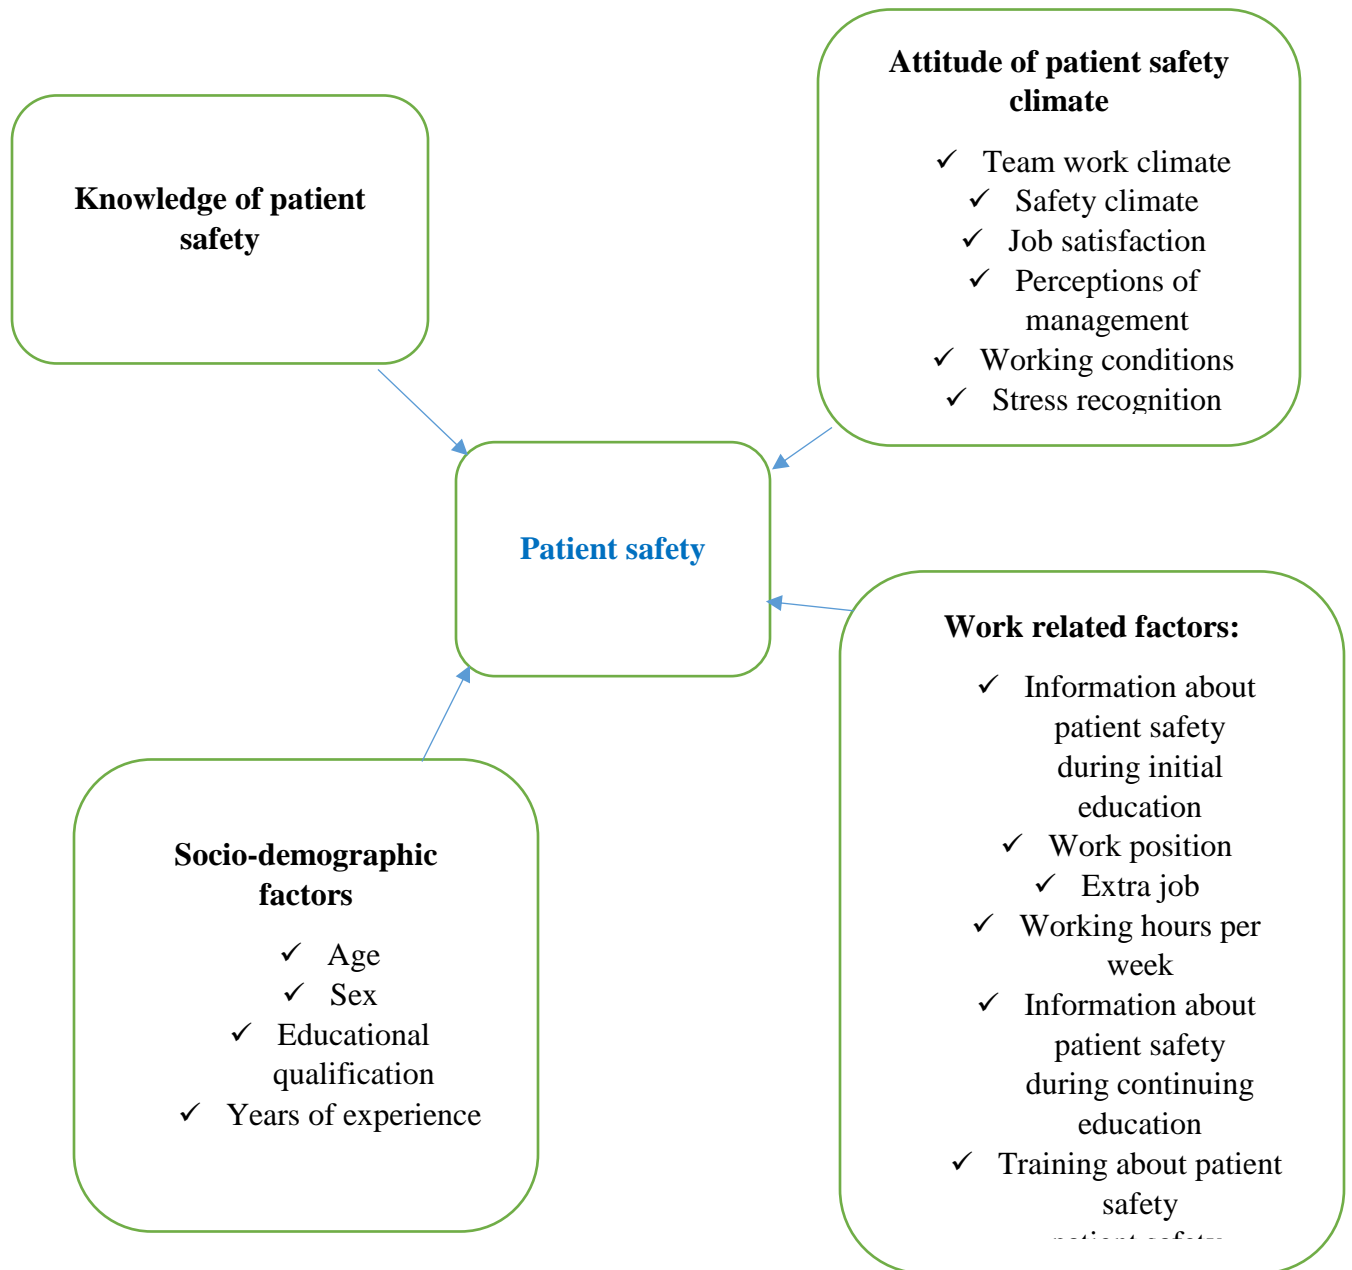 Attitude of patient safety
climate
✓ Team work climate
✓ Safety climate
✓ Job satisfaction
✓ Perceptions of
management
✓ Working conditions
✓ Stress recognition
Knowledge of patient
safety
Patient safety
Work related factors:
✓ Information about
patient safety
during initial
education
✓ Work position
✓ Extra job
✓ Working hours per
week
✓ Information about
patient safety
during continuing
education
✓ Training about patient
safety
patient safety
Socio-demographic
factors
✓ Age
✓ Sex
✓ Educational
qualification
✓ Years of experience